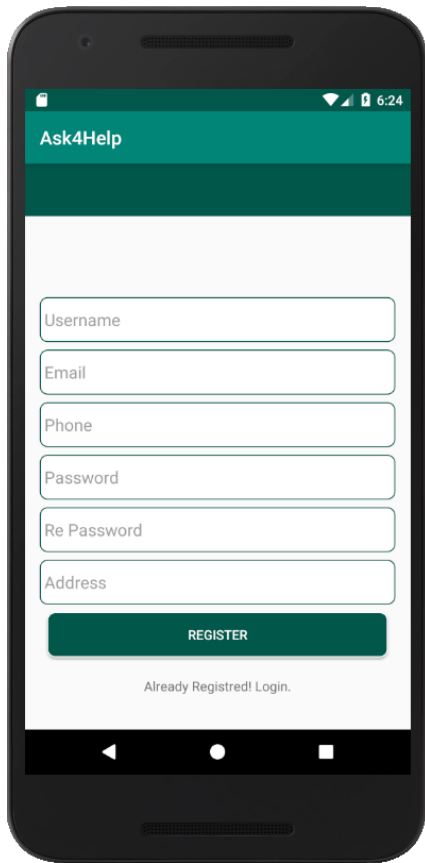 6:24
Ask4Help
Username
Email
Phone
Password
Re Password
Address
REGISTER
Already Registred! Login.